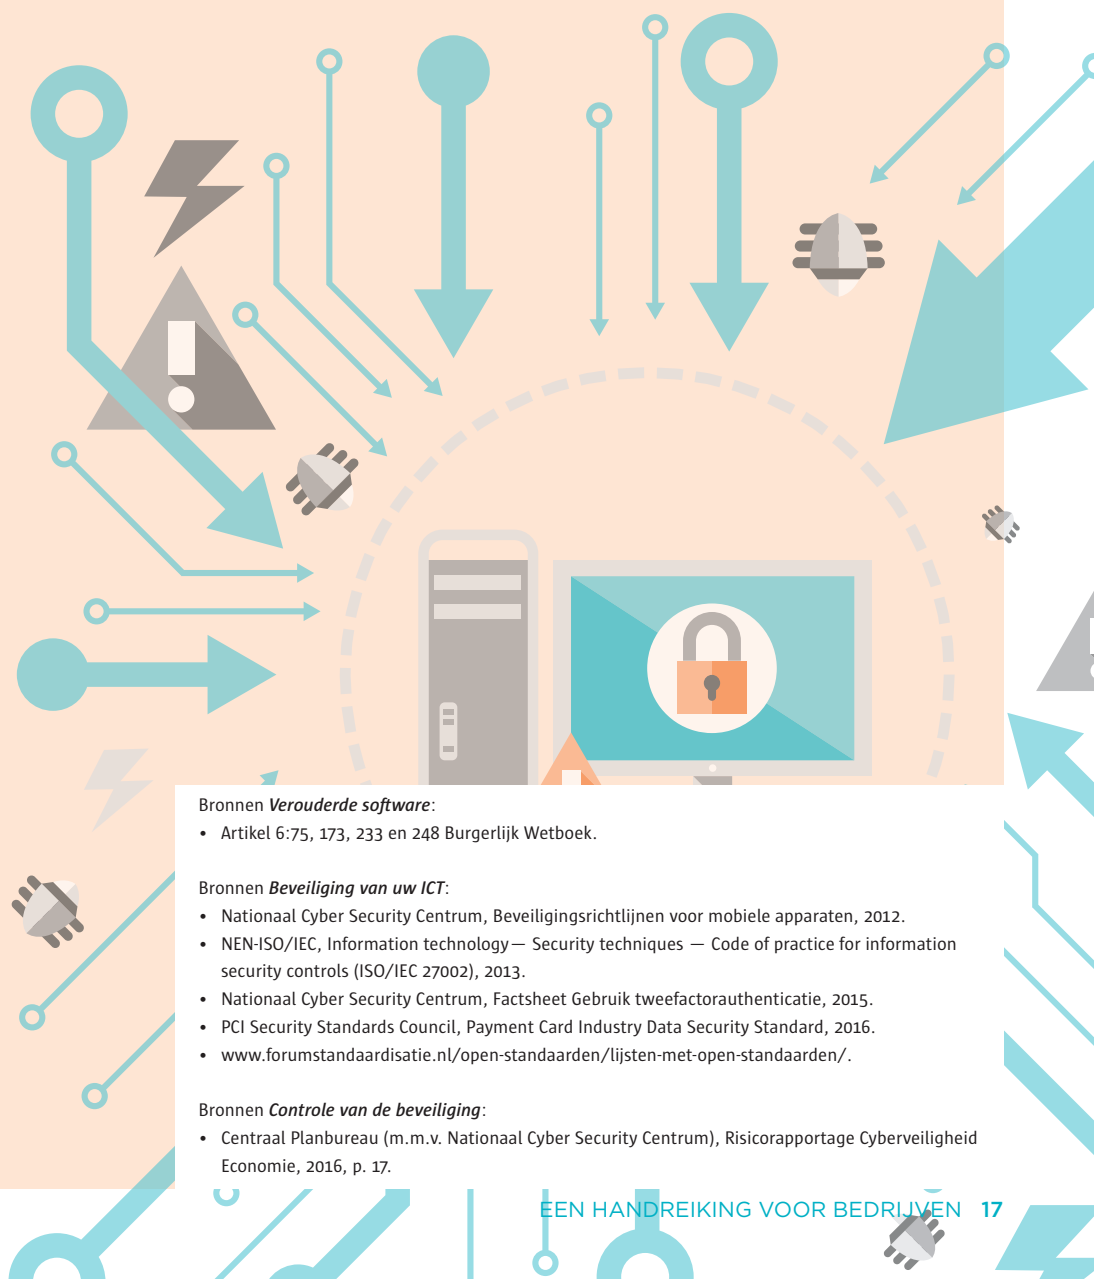 Bronnen Verouderde software:
• Artikel 6:75, 173, 233 en 248 Burgerlijk Wetboek.
Bronnen Beveiliging van uw ICT:
• Nationaal Cyber Security Centrum, Beveiligingsrichtlijnen voor mobiele apparaten, 2012.
• NEN-ISO/IEC, Information technology— Security techniques — Code of practice for information
security controls (ISO/IEC 27002), 2013.
• Nationaal Cyber Security Centrum, Factsheet Gebruik tweefactorauthenticatie, 2015.
• PCI Security Standards Council, Payment Card Industry Data Security Standard, 2016.
• www.forumstandaardisatie.nl/open-standaarden/lijsten-met-open-standaarden/.
Bronnen Controle van de beveiliging:
• Centraal Planbureau (m.m.v. Nationaal Cyber Security Centrum), Risicorapportage Cyberveiligheid
Economie, 2016, p. 17.
EEN HANDREIKING VOOR BEDRIJVEN 17